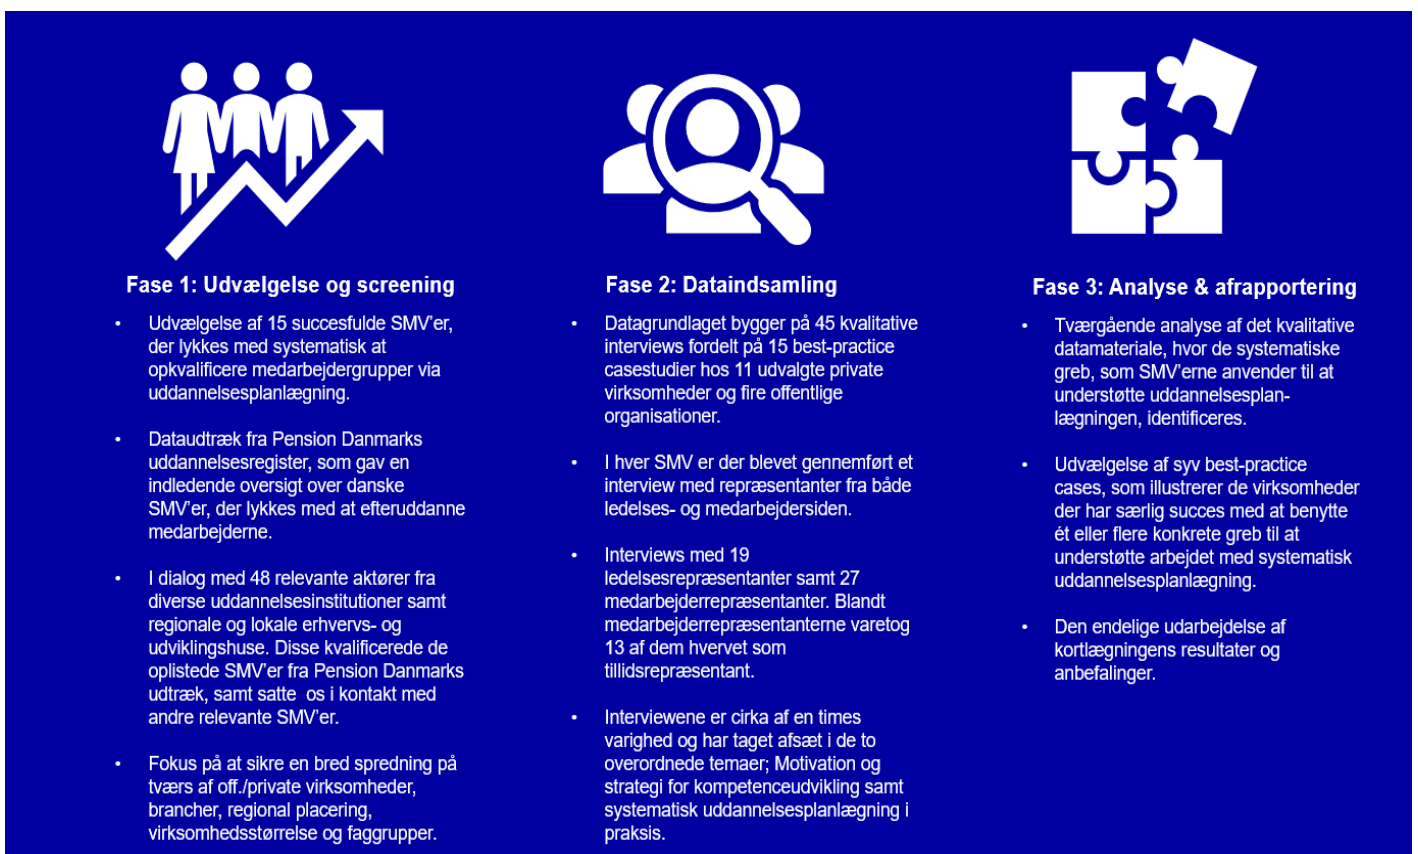 Fase 1: Udvælgelse og screening
• Udvælgelse af 15 succesfulde SMV'er,
der lykkes med systematisk at
opkvalificere medarbejdergrupper via
uddannelsesplanlægning.
• Dataudtræk fra Pension Danmarks
uddannelsesregister, som gav en
indledende oversigt over danske
SMV'er, der lykkes med at efteruddanne
medarbejderne.
• I dialog med 48 relevante aktører fra
diverse uddannelsesinstitutioner samt
regionale og lokale erhvervs- og
udviklingshuse. Disse kvalificerede de
oplistede SMV'er fra Pension Danmarks
udtræk, samt satte  os i kontakt med
andre relevante SMV'er.
• Fokus på at sikre en bred spredning på
tværs af off./private virksomheder,
brancher, regional placering,
virksomhedsstørrelse og faggrupper.
Fase 2: Dataindsamling
• Datagrundlaget bygger på 45 kvalitative
interviews fordelt på 15 best-practice
casestudier hos 11 udvalgte private
virksomheder og fire offentlige
organisationer.
• I hver SMV er der blevet gennemført et
interview med repræsentanter fra både
ledelses- og medarbejdersiden.
• Interviews med 19
ledelsesrepræsentanter samt 27
medarbejderrepræsentanter. Blandt
medarbejderrepræsentanterne varetog
13 af dem hvervet som
tillidsrepræsentant.
• Interviewene er cirka af en times
varighed og har taget afsæt i de to
overordnede temaer; Motivation og
strategi for kompetenceudvikling samt
systematisk uddannelsesplanlægning i
praksis.
Fase 3: Analyse & afrapportering
• Tværgående analyse af det kvalitative
datamateriale, hvor de systematiske
greb, som SMV'erne anvender til at
understøtte uddannelsesplan-
lægningen, identificeres.
• Udvælgelse af syv best-practice
cases, som illustrerer de virksomheder
der har særlig succes med at benytte
ét eller flere konkrete greb til at
understøtte arbejdet med systematisk
uddannelsesplanlægning.
• Den endelige udarbejdelse af
kortlægningens resultater og
anbefalinger.